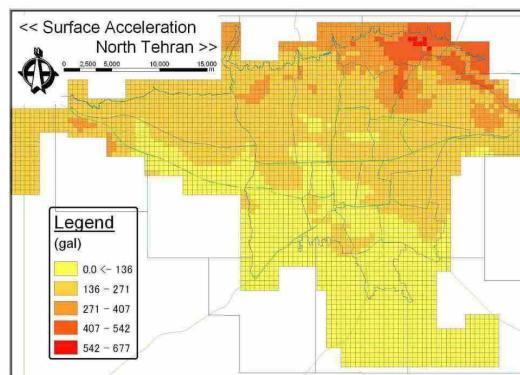 << Surface Acceleration
North Tehran >>
0 2,500 5,000 10,000 15,000
m
Legend
(gal)
0.0 <- 136
136 - 271
271 - 407
407 - 542
542 - 677